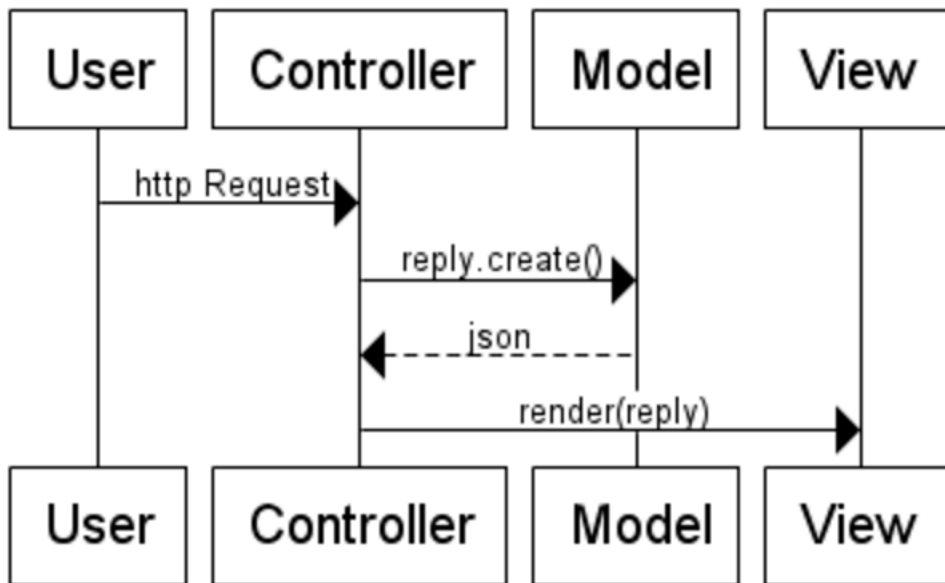 User Controller Model View
http Request
reply.create()
json
render(reply)
User Controller Model View